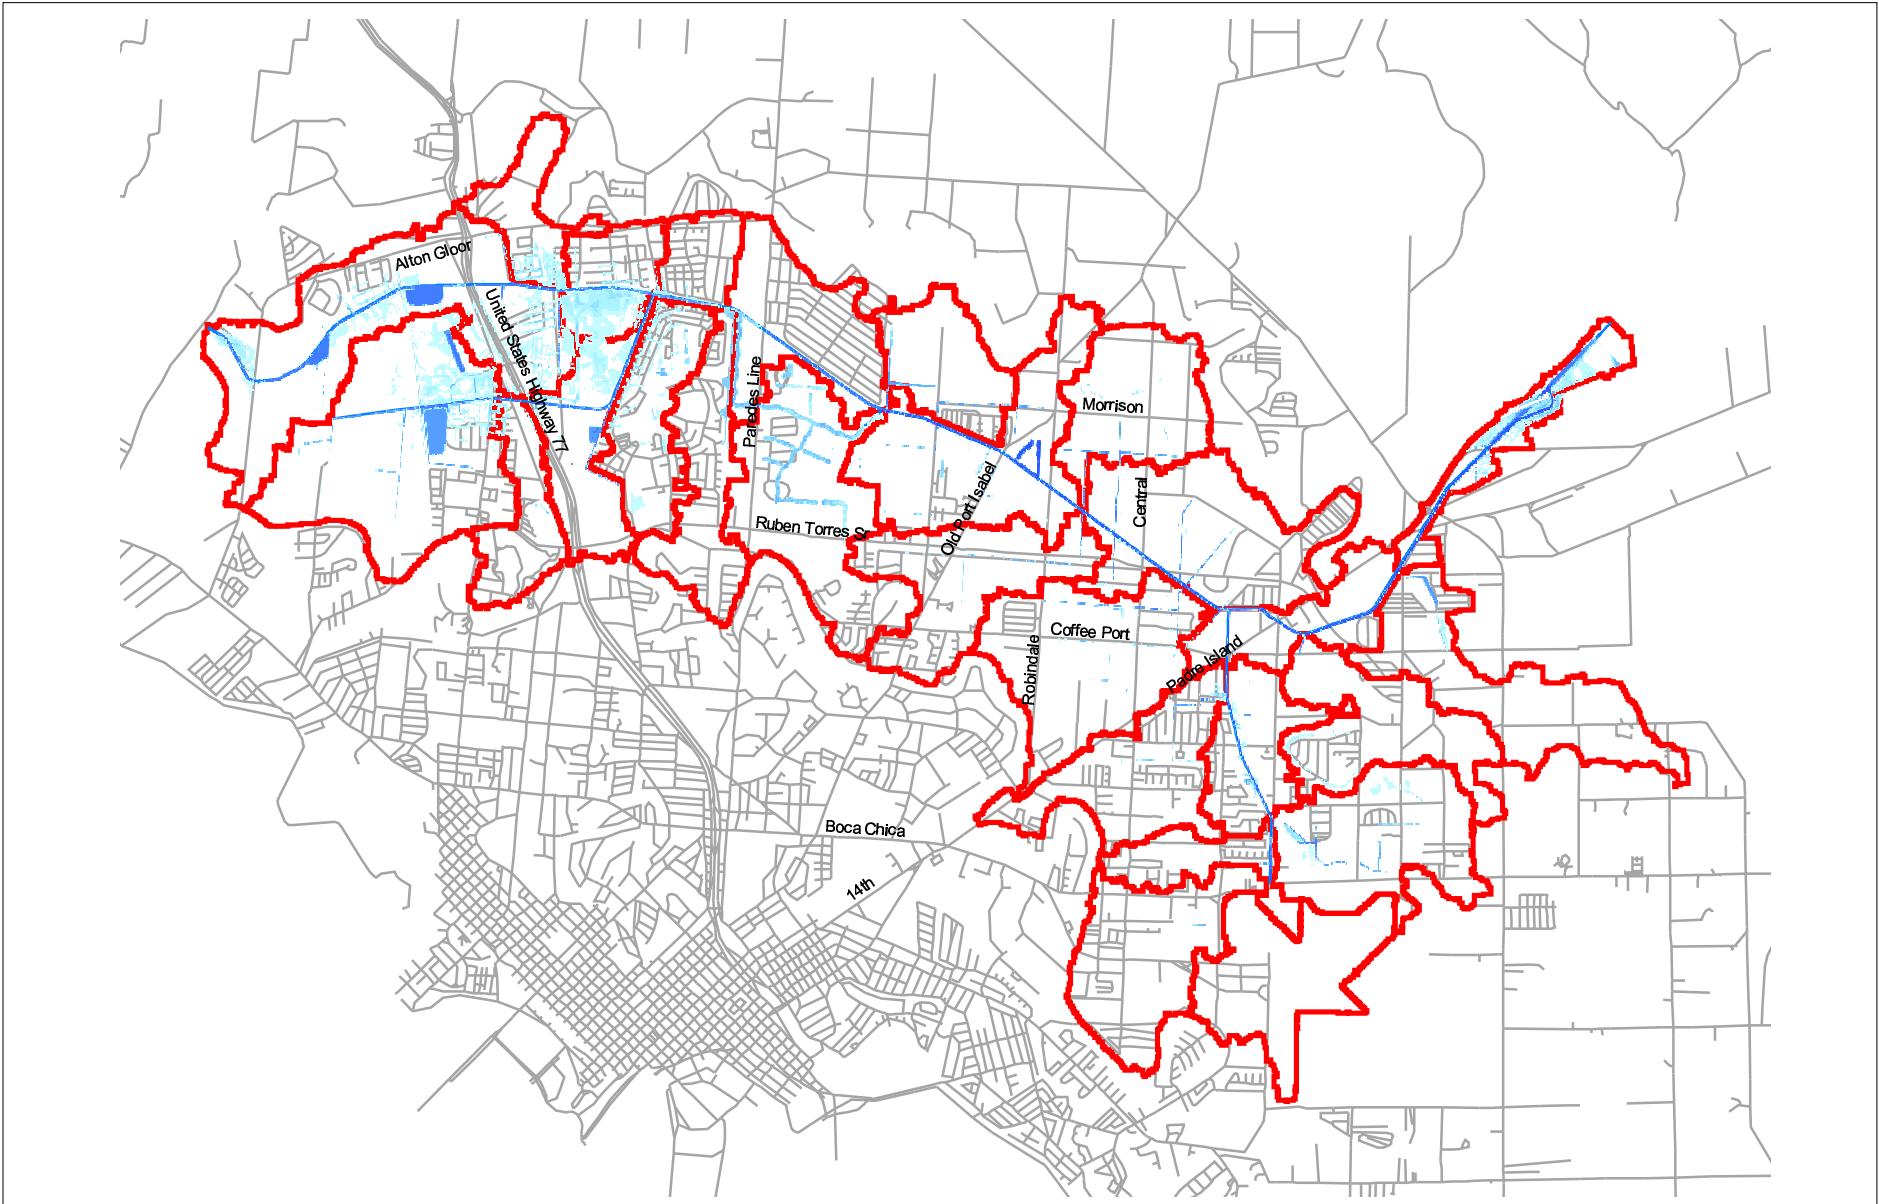 Alton Gloor
United States Highway 77
Paredes Line
Morrison
Central
Old Port Isabel
Ruben Torres S
Coffee Port
Robindale
Padre Island
Boca Chica
14th